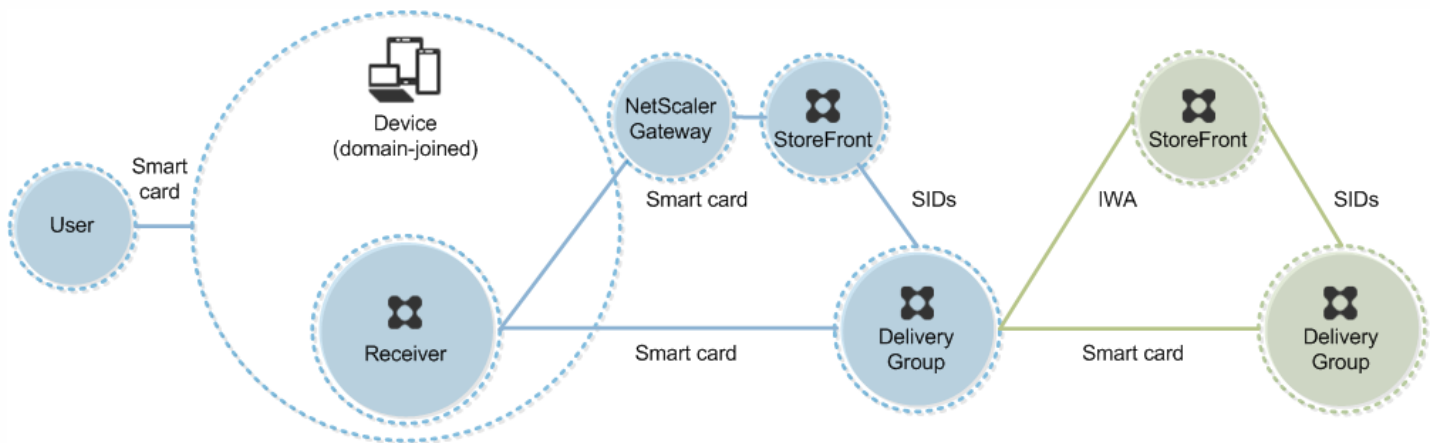 User
Smart
card
Device
(domain-joined)
Receiver
NetScaler
Gateway
StoreFront
Smart card
SIDs
Smart card
Delivery
Group
IWA
StoreFront
SIDs
Smart card
Delivery
Group